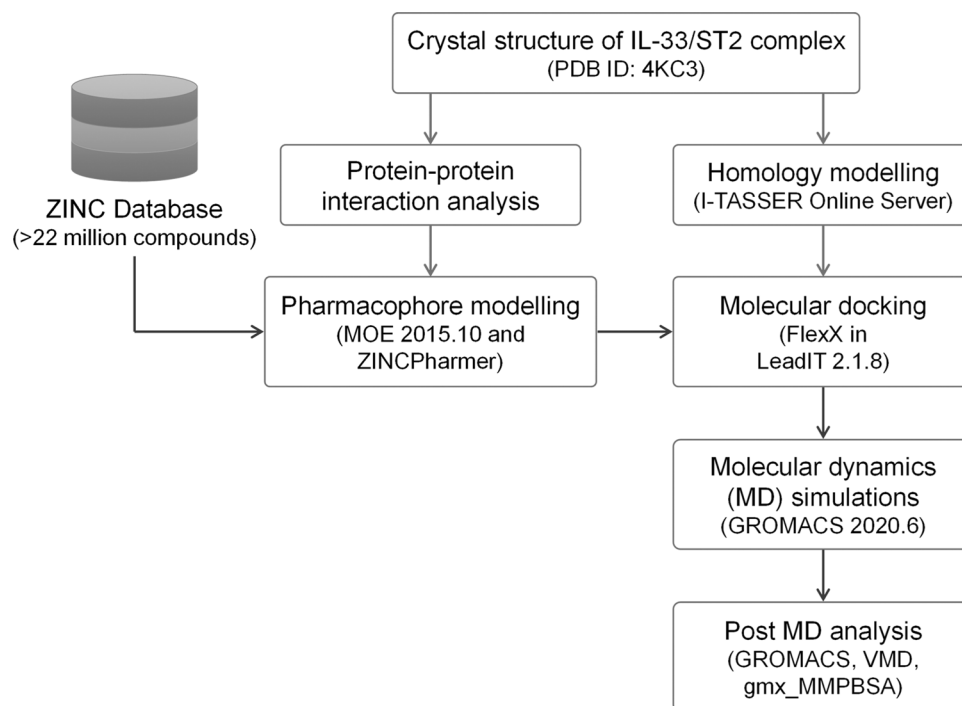 Crystal structure of IL-33/ST2 complex
(PDB ID: 4KC3)
ZINC Database
(>22 million compounds)
Protein-protein
interaction analysis
Homology modelling
(I-TASSER Online Server)
Pharmacophore modelling
(MOE 2015.10 and
ZINCPharmer)
Molecular docking
(FlexX in
LeadIT 2.1.8)
Molecular dynamics
(MD) simulations
(GROMACS 2020.6)
Post MD analysis
(GROMACS, VMD,
gmx_MMPBSA)